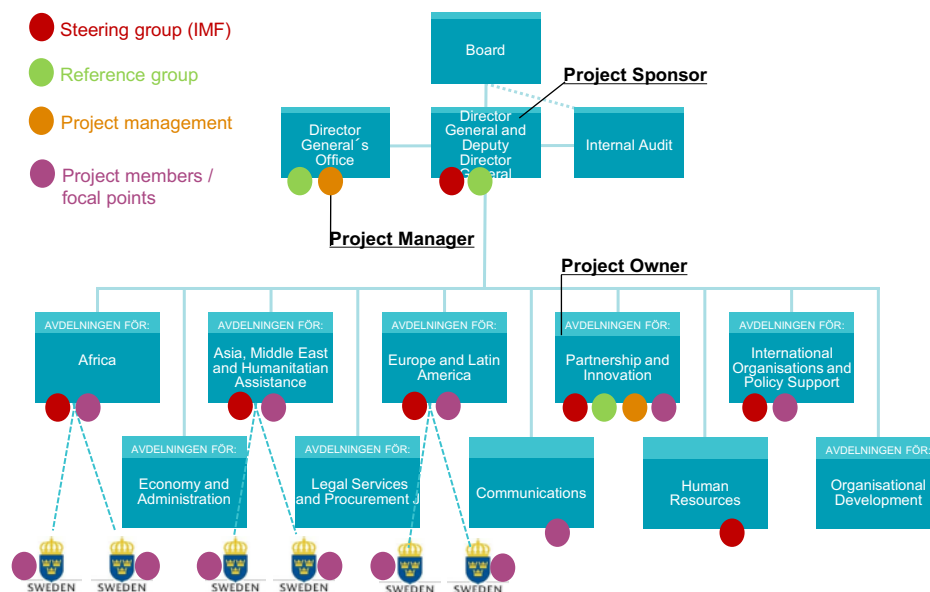 Steering group (IMF)
Reference group
Project management
Project members /
focal points
Board
Project Sponsor
Director
General´s
Office
Director
General and
Deputy
Director
General
Internal Audit
Project Manager
Project Owner
AVDELNINGEN FÖR:
Africa
AVDELNINGEN FÖR:
Asia, Middle East
and Humanitatian
Assistance
AVDELNINGEN FÖR:
Europe and Latin
America
AVDELNINGEN FÖR:
Partnership and
Innovation
AVDELNINGEN FÖR:
International
Organisations and
Policy Support
AVDELNINGEN FÖR:
Economy and
Administration
AVDELNINGEN FÖR:
Legal Services
and Procurement J
Communications
Human
Resources
AVDELNINGEN FÖR:
Organisational
Development
SWEDEN
SWEDEN
SWEDEN
SWEDEN
SWEDEN
SWEDEN